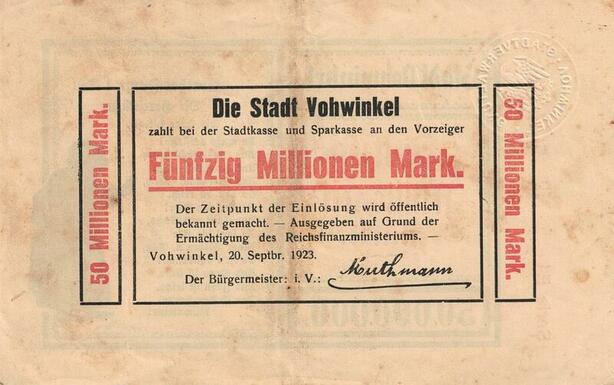 50 Millionen Mark.
Die Stadt Vohwinkel
zahlt bei der Stadtkasse und Sparkasse an den Vorzeiger
Fünfzig Millionen Mark.
Der Zeitpunkt der Einlösung wird öffentlich
bekannt gemacht. — Ausgegeben auf Grund der
Ermächtigung des Reichsfinanzministeriums. —
Vohwinkel, 20. Septbr. 1923.
Der Bürgermeister: i. V.: Muthmann
50 Millionen Mark.